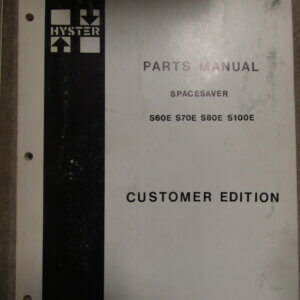 HYSTER
PARTS MANUAL
SPACESAVER
S60E S70E S80E S100E
CUSTOMER EDITION